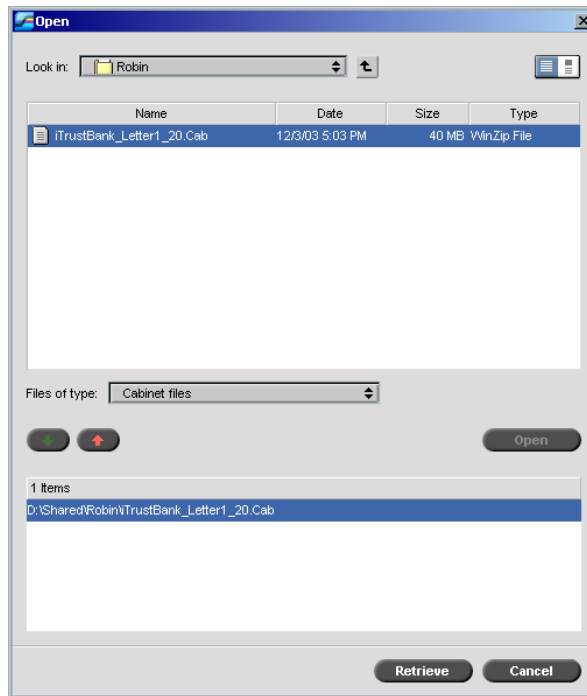 Open
Look in: Robin
Name Date Size Type
iTrustBank_Letter1_20.Cab 12/3/03 5:03 PM 40 MB WinZip File
Files of type: Cabinet files
Open
1 Items
D:\Shared\Robin\iTrustBank_Letter1_20.Cab
Retrieve Cancel